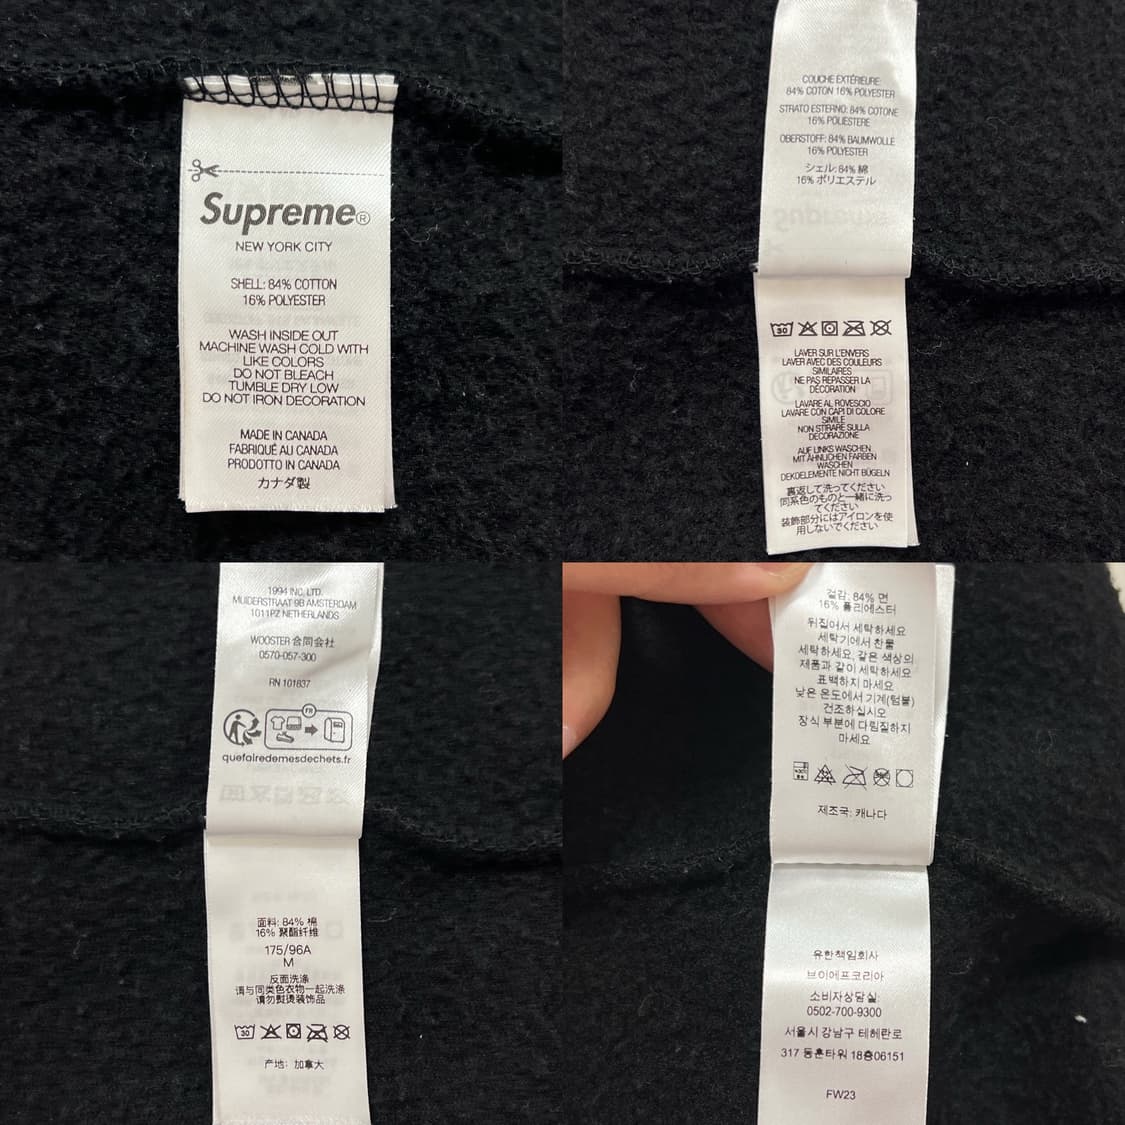 Supreme®
NEW YORK CITY
SHELL: 84% COTTON
16% POLYESTER
WASH INSIDE OUT
MACHINE WASH COLD WITH
LIKE COLORS
DO NOT BLEACH
TUMBLE DRY LOW
DO NOT IRON DECORATION
MADE IN CANADA
FABRIQUÉ AU CANADA
PRODOTTO IN CANADA
カナダ製
COUCHE EXTÉRIEURE:
84% COTON 16% POLYESTER
STRATO ESTERNO: 84% COTONE
16% POLIESTERE
OBERSTOFF: 84% BAUMWOLLE
16% POLYESTER
シェル: 84% 綿
16% ポリエステル
30
LAVER SUR L'ENVERS
LAVER AVEC DES COULEURS
SIMILAIRES
NE PAS REPASSER LA
DÉCORATION
LAVARE AL ROVESCIO
LAVARE CON CAPI DI COLORE
SIMILE
NON STIRARE SULLA
DECORAZIONE
AUF LINKS WASCHEN
MIT ÄHNLICHEN FARBEN
WASCHEN
DEKOELEMENTE NICHT BÜGELN
裏返して洗ってください
同系色のものと一緒に洗っ
てください
装飾部分にはアイロンを使
用しないでください
1994 INC. LTD.
MUIDERSTRAAT 9B AMSTERDAM
1011PZ NETHERLANDS
WOOSTER 合同会社
0570-057-300
RN 101837
FR
quefairedemesdechets.fr
面料: 84% 棉
16% 聚酯纤维
175/96A
M
反面洗涤
请与同类色衣物一起洗涤
请勿熨烫装饰品
30
产地: 加拿大
겉감: 84% 면
16% 폴리에스터
뒤집어서 세탁하세요
세탁기에서 찬물
세탁하세요, 같은 색상의
제품과 같이 세탁하세요
표백하지 마세요
낮은 온도에서 기계(텀블)
건조하십시오
장식 부분에 다림질하지
마세요
제조국: 캐나다
유한책임회사
브이에프코리아
소비자상담실:
0502-700-9300
서울시 강남구 테헤란로
317 동훈타워 18층06151
FW23